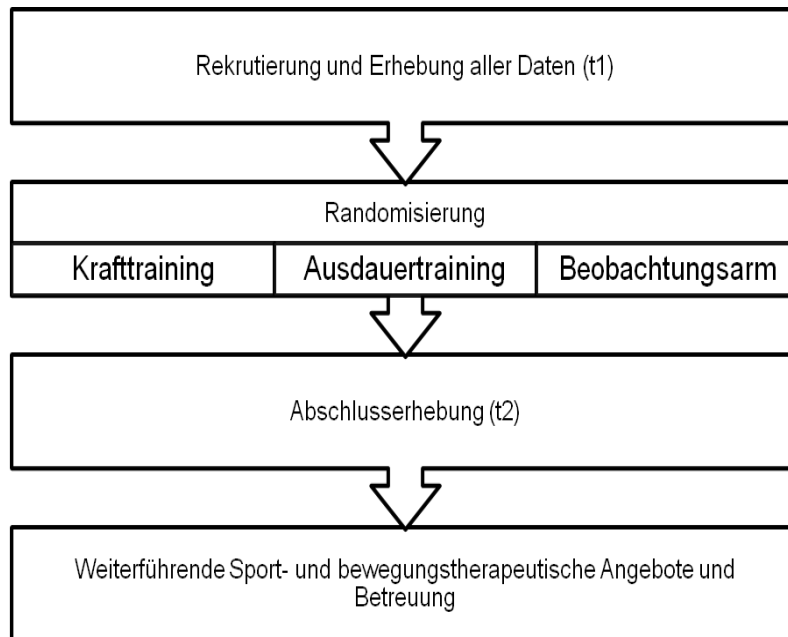 Rekrutierung und Erhebung aller Daten (t1)
Randomisierung
Krafttraining
Ausdauertraining
Beobachtungsarm
Abschlusserhebung (t2)
Weiterführende Sport- und bewegungstherapeutische Angebote und
Betreuung